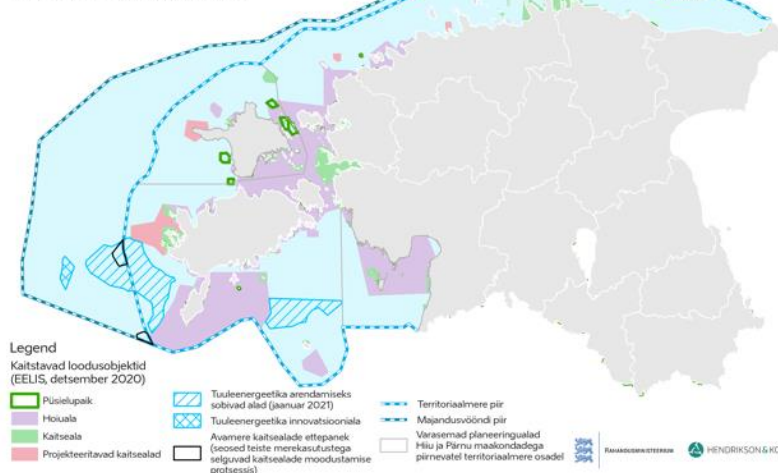 Legend
Kaitstavad loodusobjektid
(EELIS, detsember 2020)
Püsielupaik
Hoiuala
Kaitseala
Projekteeritavad kaitsealad
Tuuleenergeetika arendamiseks
sobivad alad (jaanuar 2021)
Tuuleenergeetika innovatsiooniala
Avamere kaitsealade ettepanek
(seosed teiste merekasutustega
selguvad kaitsealade moodustamise
protsessis)
Territoriaalmere piir
Majandusvööndi piir
Varasemad planeeringualad
Hiiu ja Pärnu maakondadega
piirnevatel territoriaalmere osadel
RAHANDUSMINISTEERIUM
HENDRIKSON & KO